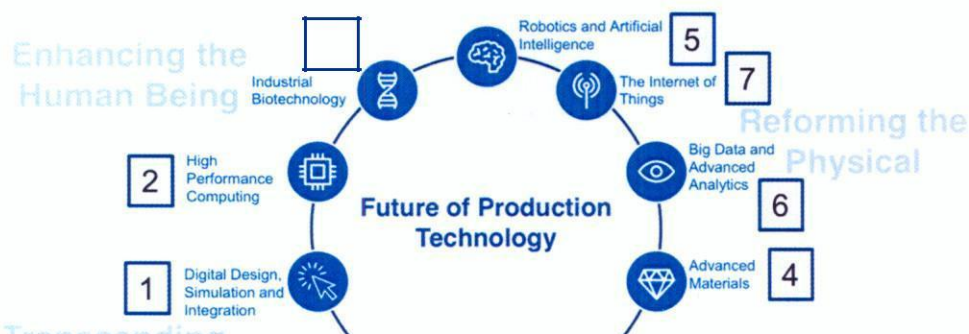 Enhancing the
Human Being
Industrial
Biotechnology
Robotics and Artificial
Intelligence
5
The Internet of
Things
7
Reforming the
Physical
2
High
Performance
Computing
Future of Production
Technology
Big Data and
Advanced
Analytics
6
1
Digital Design,
Simulation and
Integration
Advanced
Materials
4